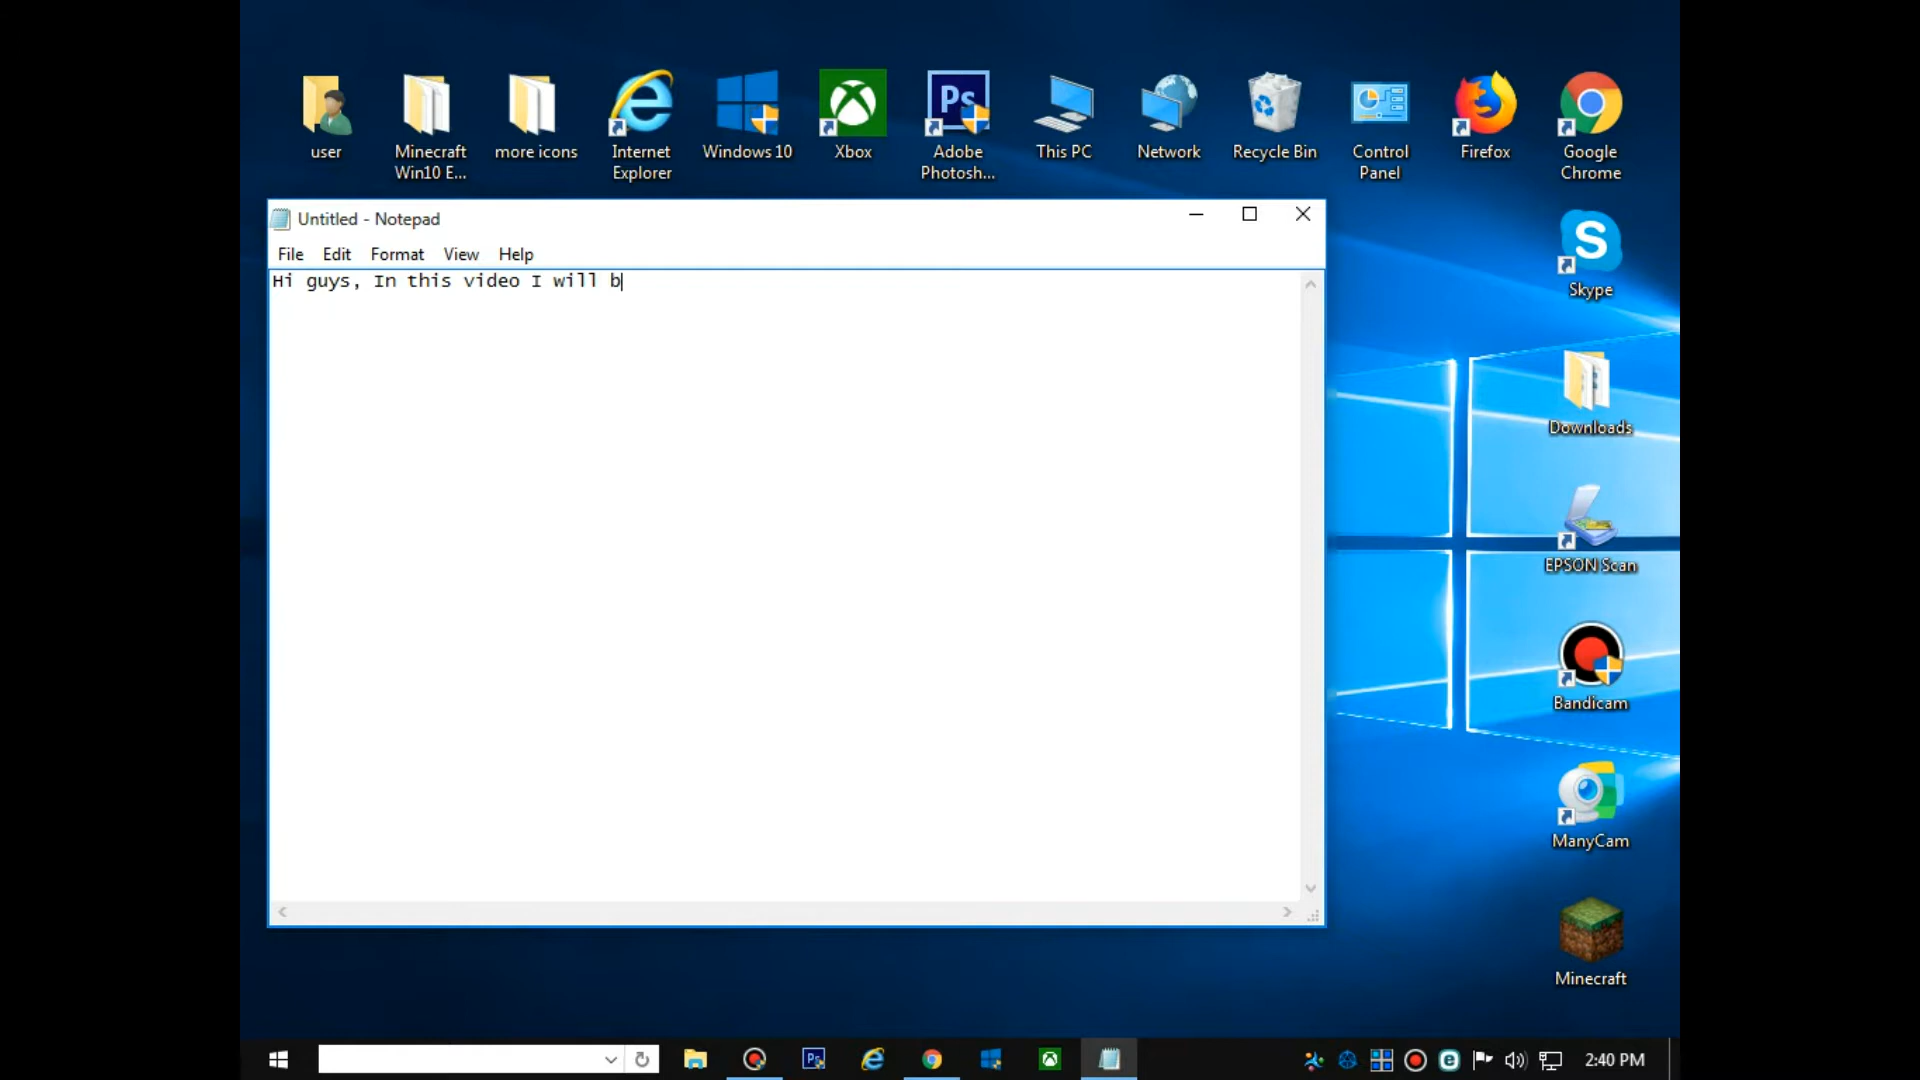 user
Minecraft
Win10 E...
more icons
Internet
Explorer
Windows 10
Xbox
Ps
Adobe
Photosh...
This PC
Network
Recycle Bin
Control
Panel
Firefox
Google
Chrome
Untitled - Notepad
File Edit Format View Help
Hi guys, In this video I will b
S
Skype
Downloads
EPSON Scan
Bandicam
ManyCam
Minecraft
Ps
2:40 PM